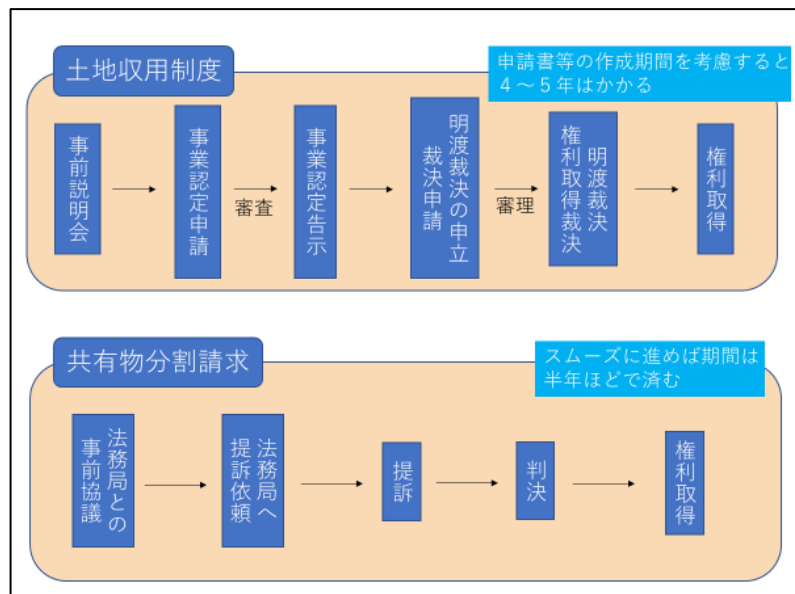 土地収用制度
申請書等の作成期間を考慮すると
４～５年はかかる
事前説明会
事業認定申請
審査
事業認定告示
明渡裁決の申立
裁決申請
審理
明渡裁決
権利取得裁決
権利取得
共有物分割請求
スムーズに進めば期間は
半年ほどで済む
法務局との
事前協議
法務局へ
提訴依頼
提訴
判決
権利取得